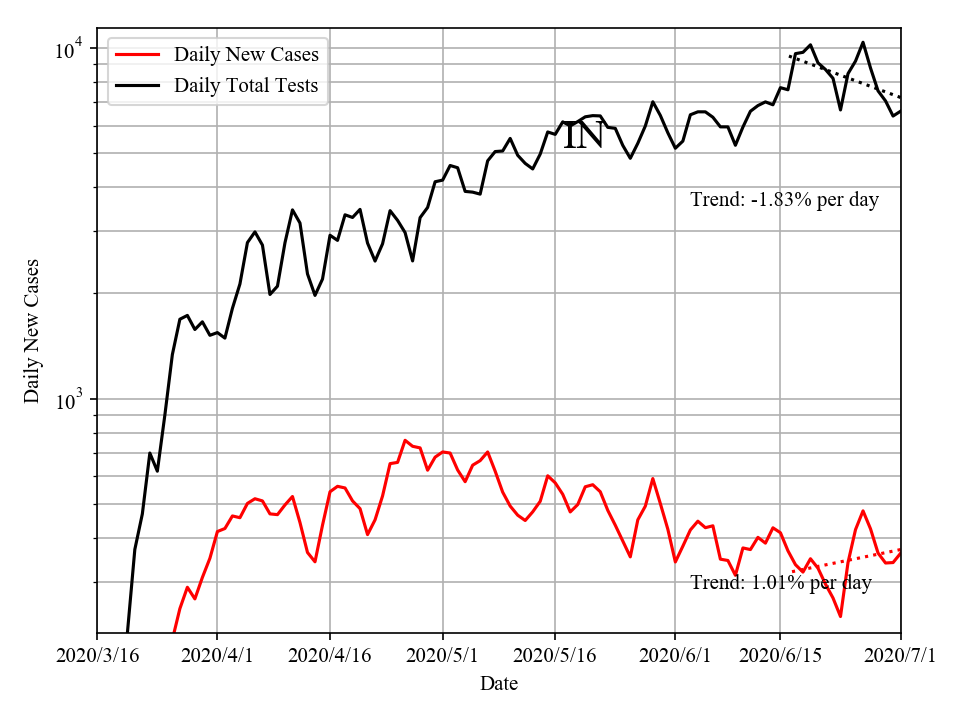 10^4
Daily New Cases
Daily Total Tests
IN
Trend: -1.83% per day
Daily New Cases
10^3
Trend: 1.01% per day
2020/3/16 2020/4/1 2020/4/16 2020/5/1 2020/5/16 2020/6/1 2020/6/15 2020/7/1
Date